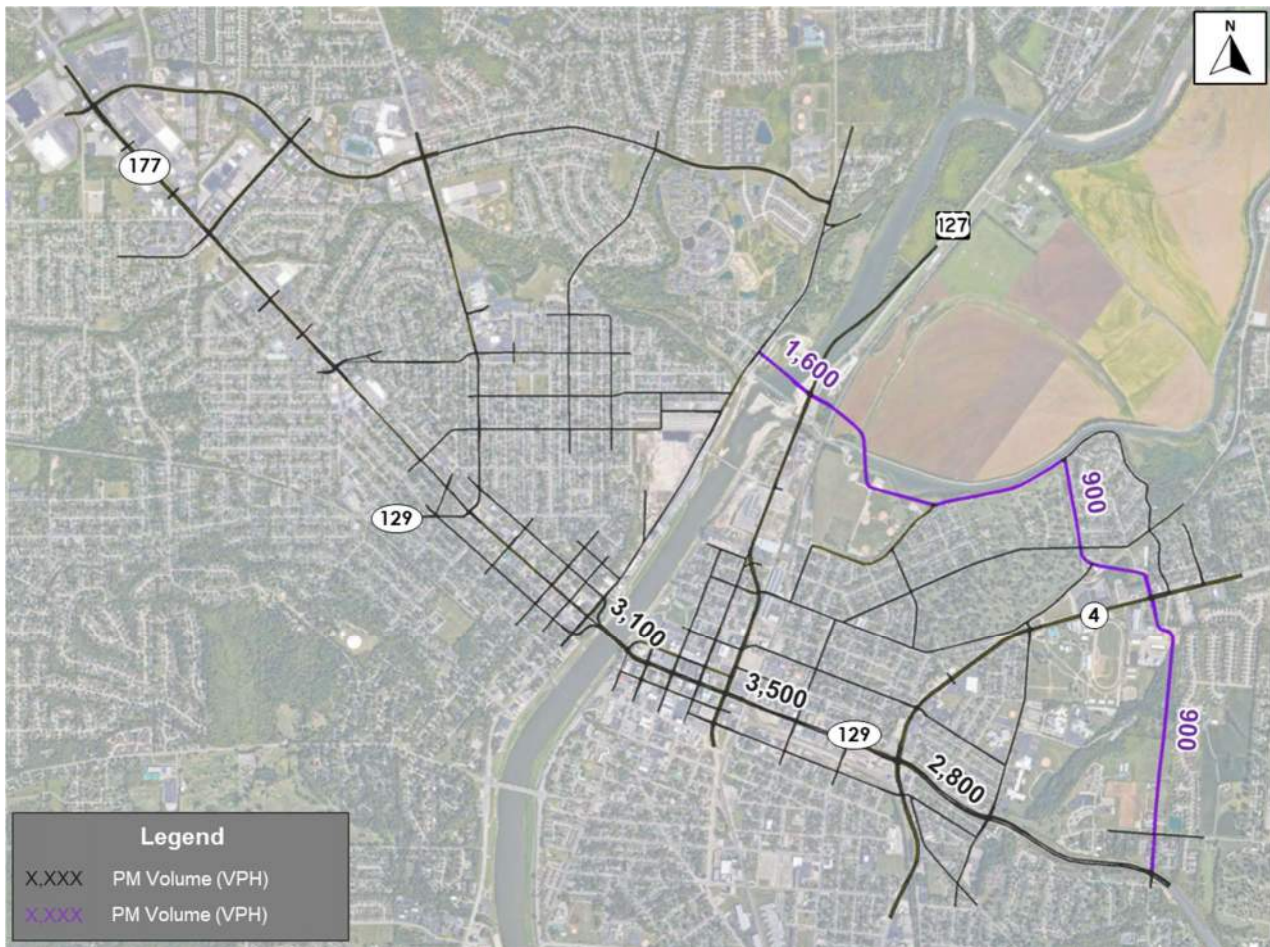 N
177
127
1,600
129
900
4
3,100
3,500
129
900
2,800
Legend
X,XXX PM Volume (VPH)
X,XXX PM Volume (VPH)